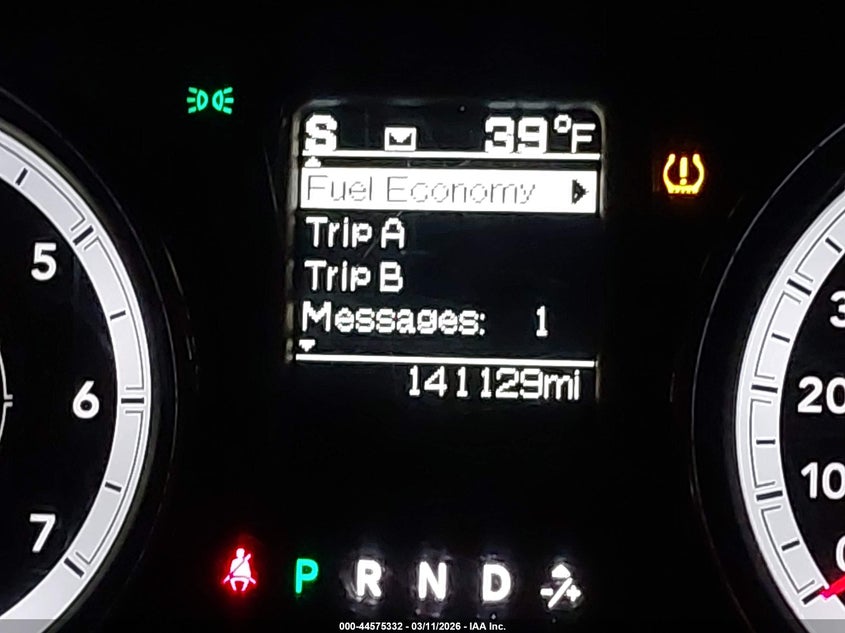 S 39°F
Fuel Economy
Trip A
Trip B
Messages: 1
141129mi
5
6
7
20
10
0
P R N D -/+
000-44575332 - 03/11/2026 - IAA Inc.